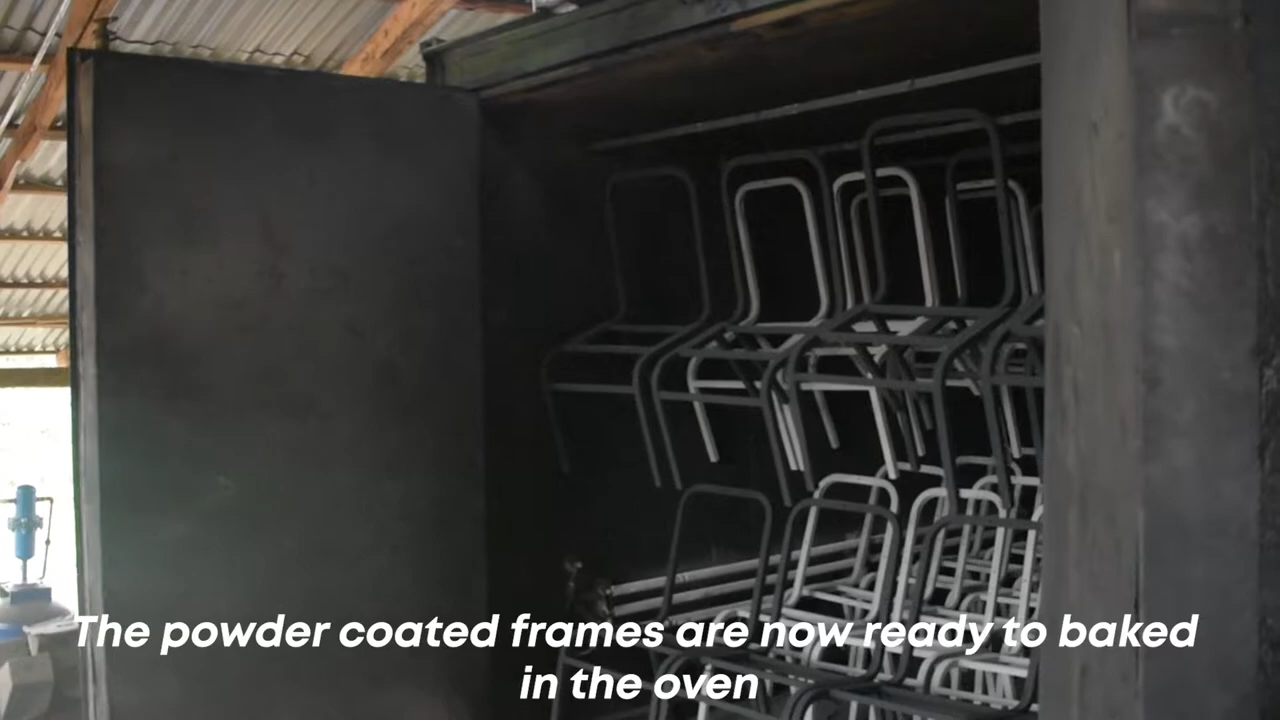 The powder coated frames are now ready to baked
in the oven